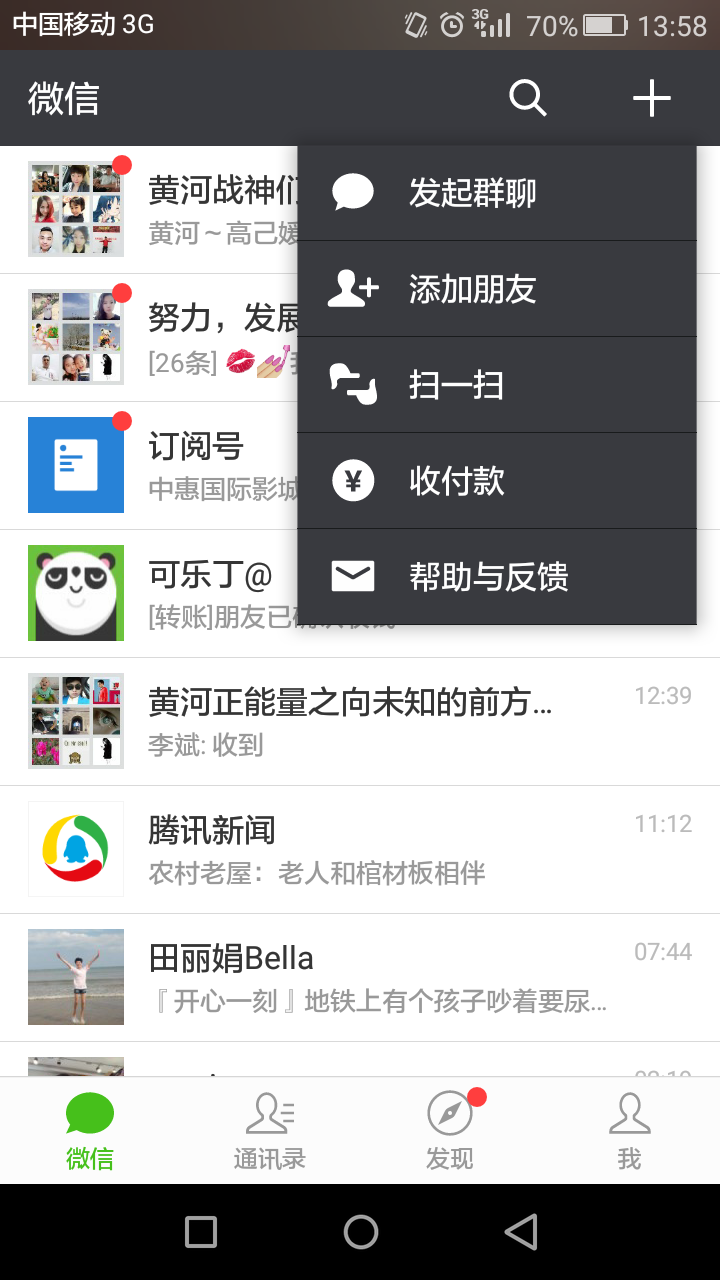 中国移动 3G
3G
70%
13:58
微信
发起群聊
添加朋友
扫一扫
收付款
帮助与反馈
黄河战神们
黄河～高己媛
努力，发展
[26条]
订阅号
中惠国际影城
可乐丁@
[转账]朋友已
黄河正能量之向未知的前方...
12:39
李斌: 收到
腾讯新闻
11:12
农村老屋：老人和棺材板相伴
田丽娟Bella
07:44
『开心一刻』地铁上有个孩子吵着要尿...
微信
通讯录
发现
我